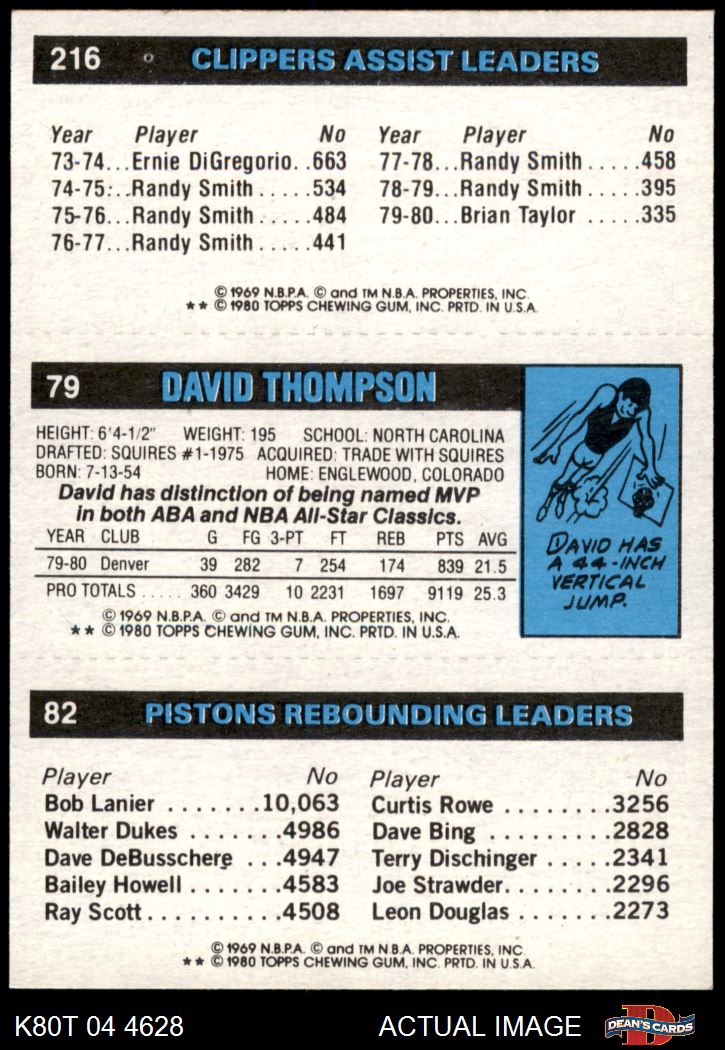 216 CLIPPERS ASSIST LEADERS
Year Player No Year Player No
73-74...Ernie DiGregorio..663 77-78...Randy Smith.....458
74-75:..Randy Smith.....534 78-79...Randy Smith.....395
75-76...Randy Smith.....484 79-80...Brian Taylor.....335
76-77...Randy Smith.....441
© 1969 N.B.P.A. © and TM N.B.A. PROPERTIES, INC.
** © 1980 TOPPS CHEWING GUM, INC. PRTD. IN U.S.A.
79 DAVID THOMPSON
HEIGHT: 6'4-1/2" WEIGHT: 195 SCHOOL: NORTH CAROLINA
DRAFTED: SQUIRES #1-1975 ACQUIRED: TRADE WITH SQUIRES
BORN: 7-13-54 HOME: ENGLEWOOD, COLORADO
David has distinction of being named MVP
in both ABA and NBA All-Star Classics.
YEAR CLUB G FG 3-PT FT REB PTS AVG
79-80 Denver 39 282 7 254 174 839 21.5
PRO TOTALS ..... 360 3429 10 2231 1697 9119 25.3
© 1969 N.B.P.A. © and TM N.B.A. PROPERTIES, INC.
** © 1980 TOPPS CHEWING GUM, INC. PRTD. IN U.S.A.
DAVID HAS
A 44-INCH
VERTICAL
JUMP.
82 PISTONS REBOUNDING LEADERS
Player No Player No
Bob Lanier.......10,063 Curtis Rowe........3256
Walter Dukes.......4986 Dave Bing.........2828
Dave DeBusschere...4947 Terry Dischinger.....2341
Bailey Howell.......4583 Joe Strawder........2296
Ray Scott..........4508 Leon Douglas.......2273
© 1969 N.B.P.A. © and TM N.B.A. PROPERTIES, INC.
** © 1980 TOPPS CHEWING GUM, INC. PRTD. IN U.S.A.
K80T 04 4628 ACTUAL IMAGE D DEAN'S CARDS